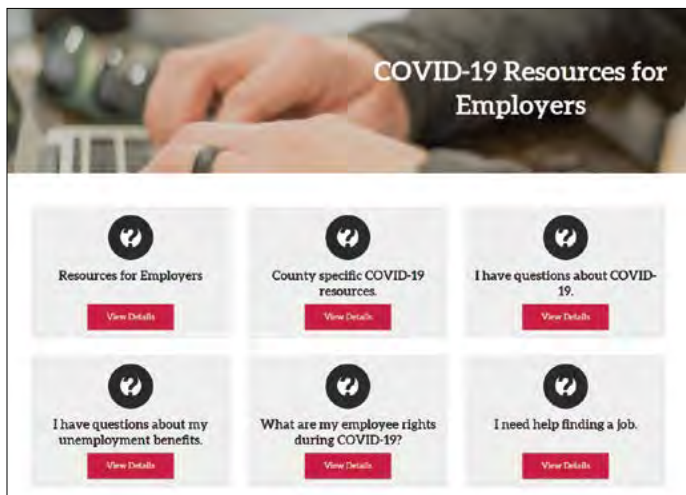 COVID-19 Resources for
Employers
Resources for Employers
View Details
County specific COVID-19
resources.
View Details
I have questions about COVID-
19.
View Details
I have questions about my
unemployment benefits.
View Details
What are my employee rights
during COVID-19?
View Details
I need help finding a job.
View Details